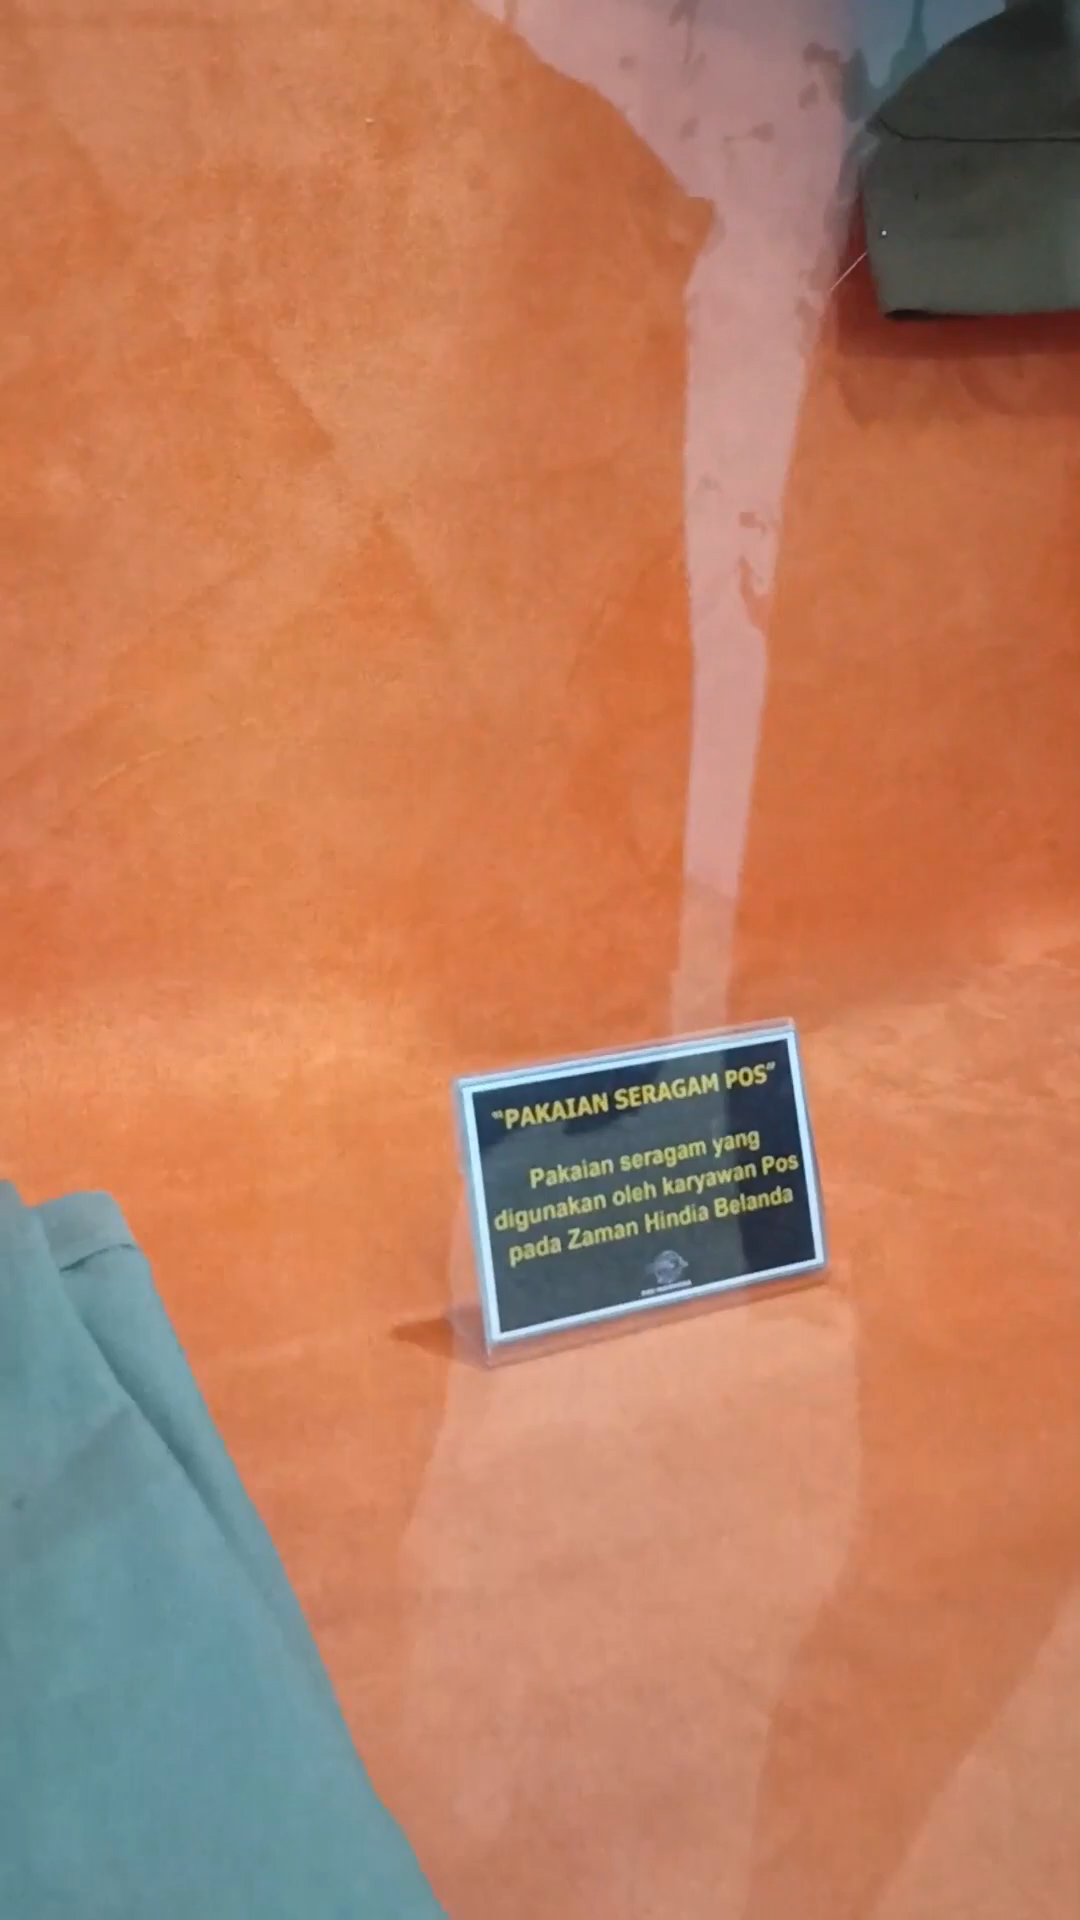 "PAKAIAN SERAGAM POS"
Pakaian seragam yang
digunakan oleh karyawan Pos
pada Zaman Hindia Belanda